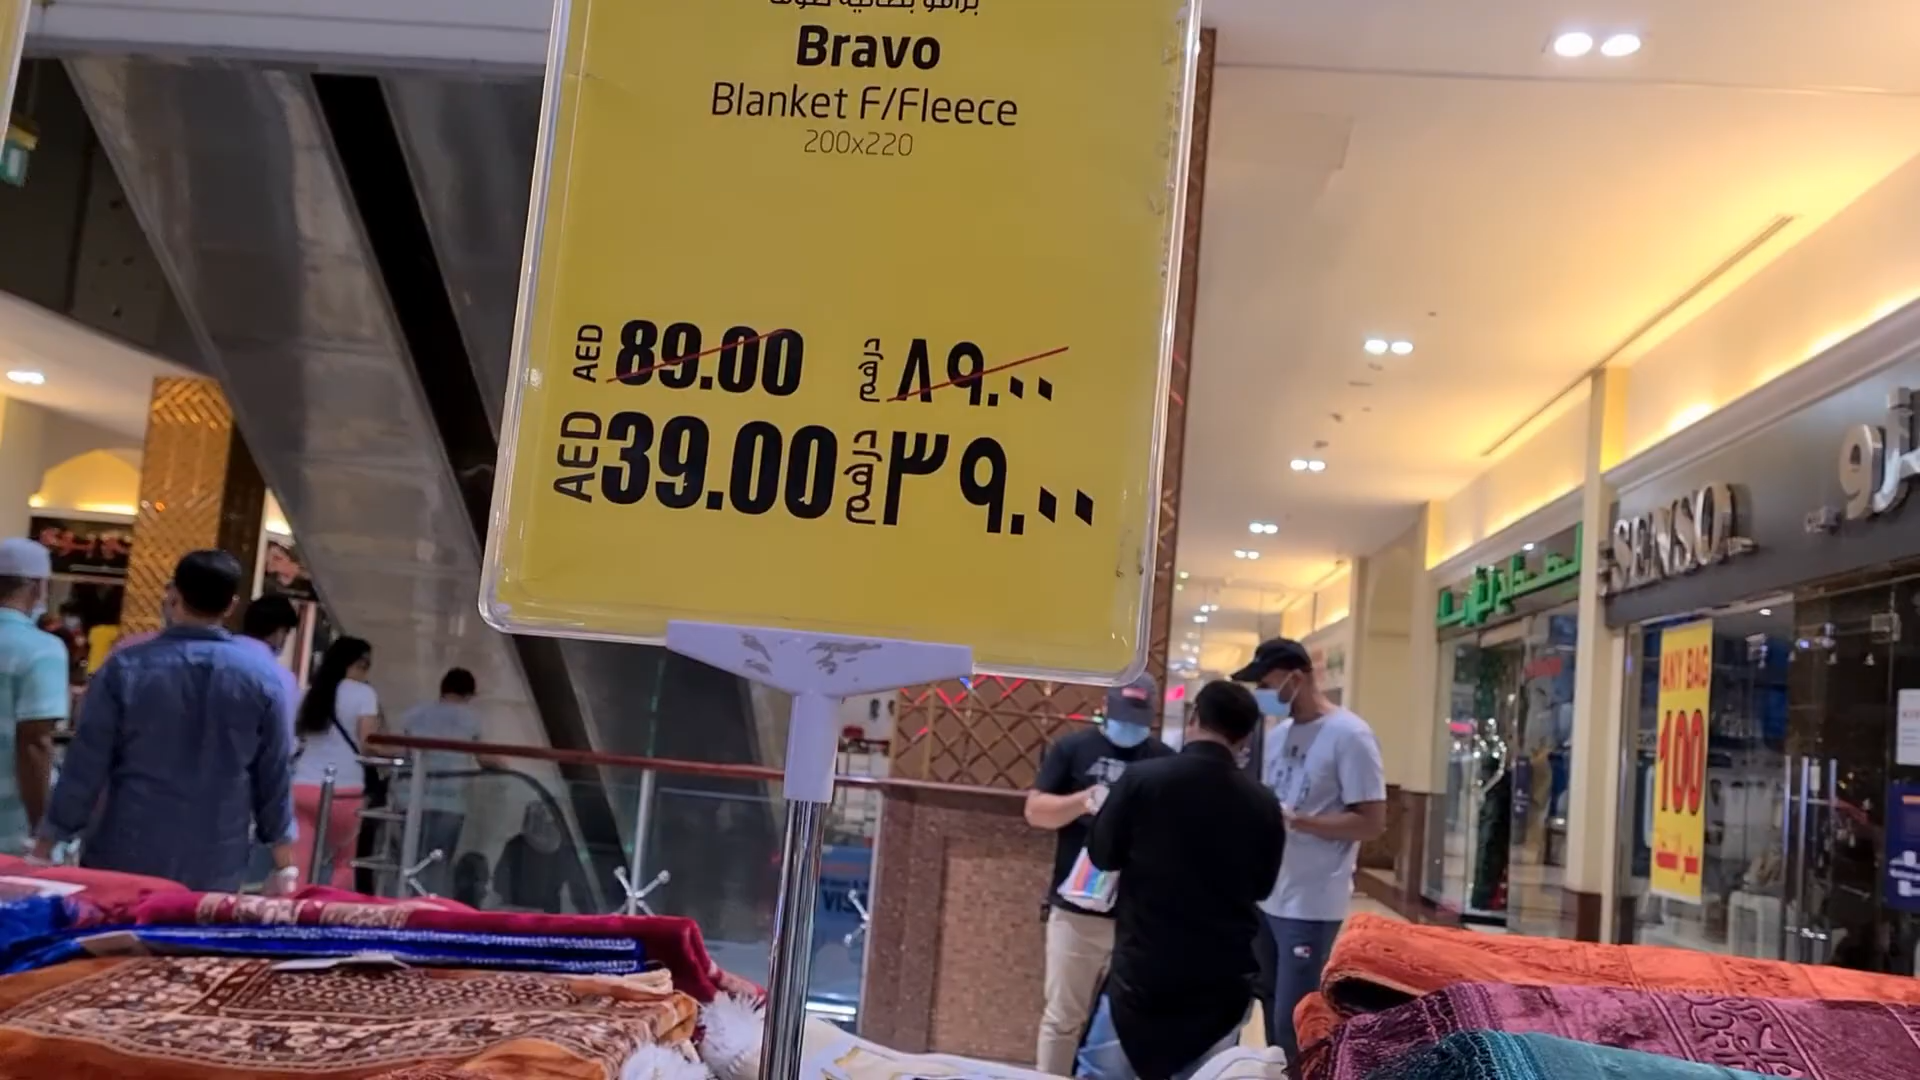 Bravo
Blanket F/Fleece
200x220
AED 89.00 درهم ٨٩.٠٠
AED 39.00 درهم ٣٩.٠٠
SENSO
ANY BAG
100